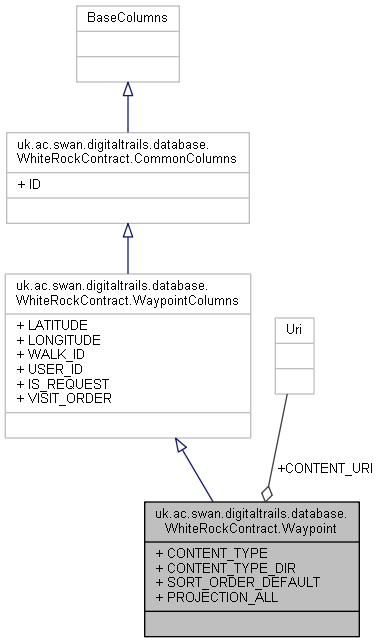 BaseColumns
uk.ac.swan.digitaltrails.database.
WhiteRockContract.CommonColumns
+ ID
uk.ac.swan.digitaltrails.database.
WhiteRockContract.WaypointColumns
+ LATITUDE
+ LONGITUDE
+ WALK_ID
+ USER_ID
+ IS_REQUEST
+ VISIT_ORDER
Uri
+CONTENT_URI
uk.ac.swan.digitaltrails.database.
WhiteRockContract.Waypoint
+ CONTENT_TYPE
+ CONTENT_TYPE_DIR
+ SORT_ORDER_DEFAULT
+ PROJECTION_ALL